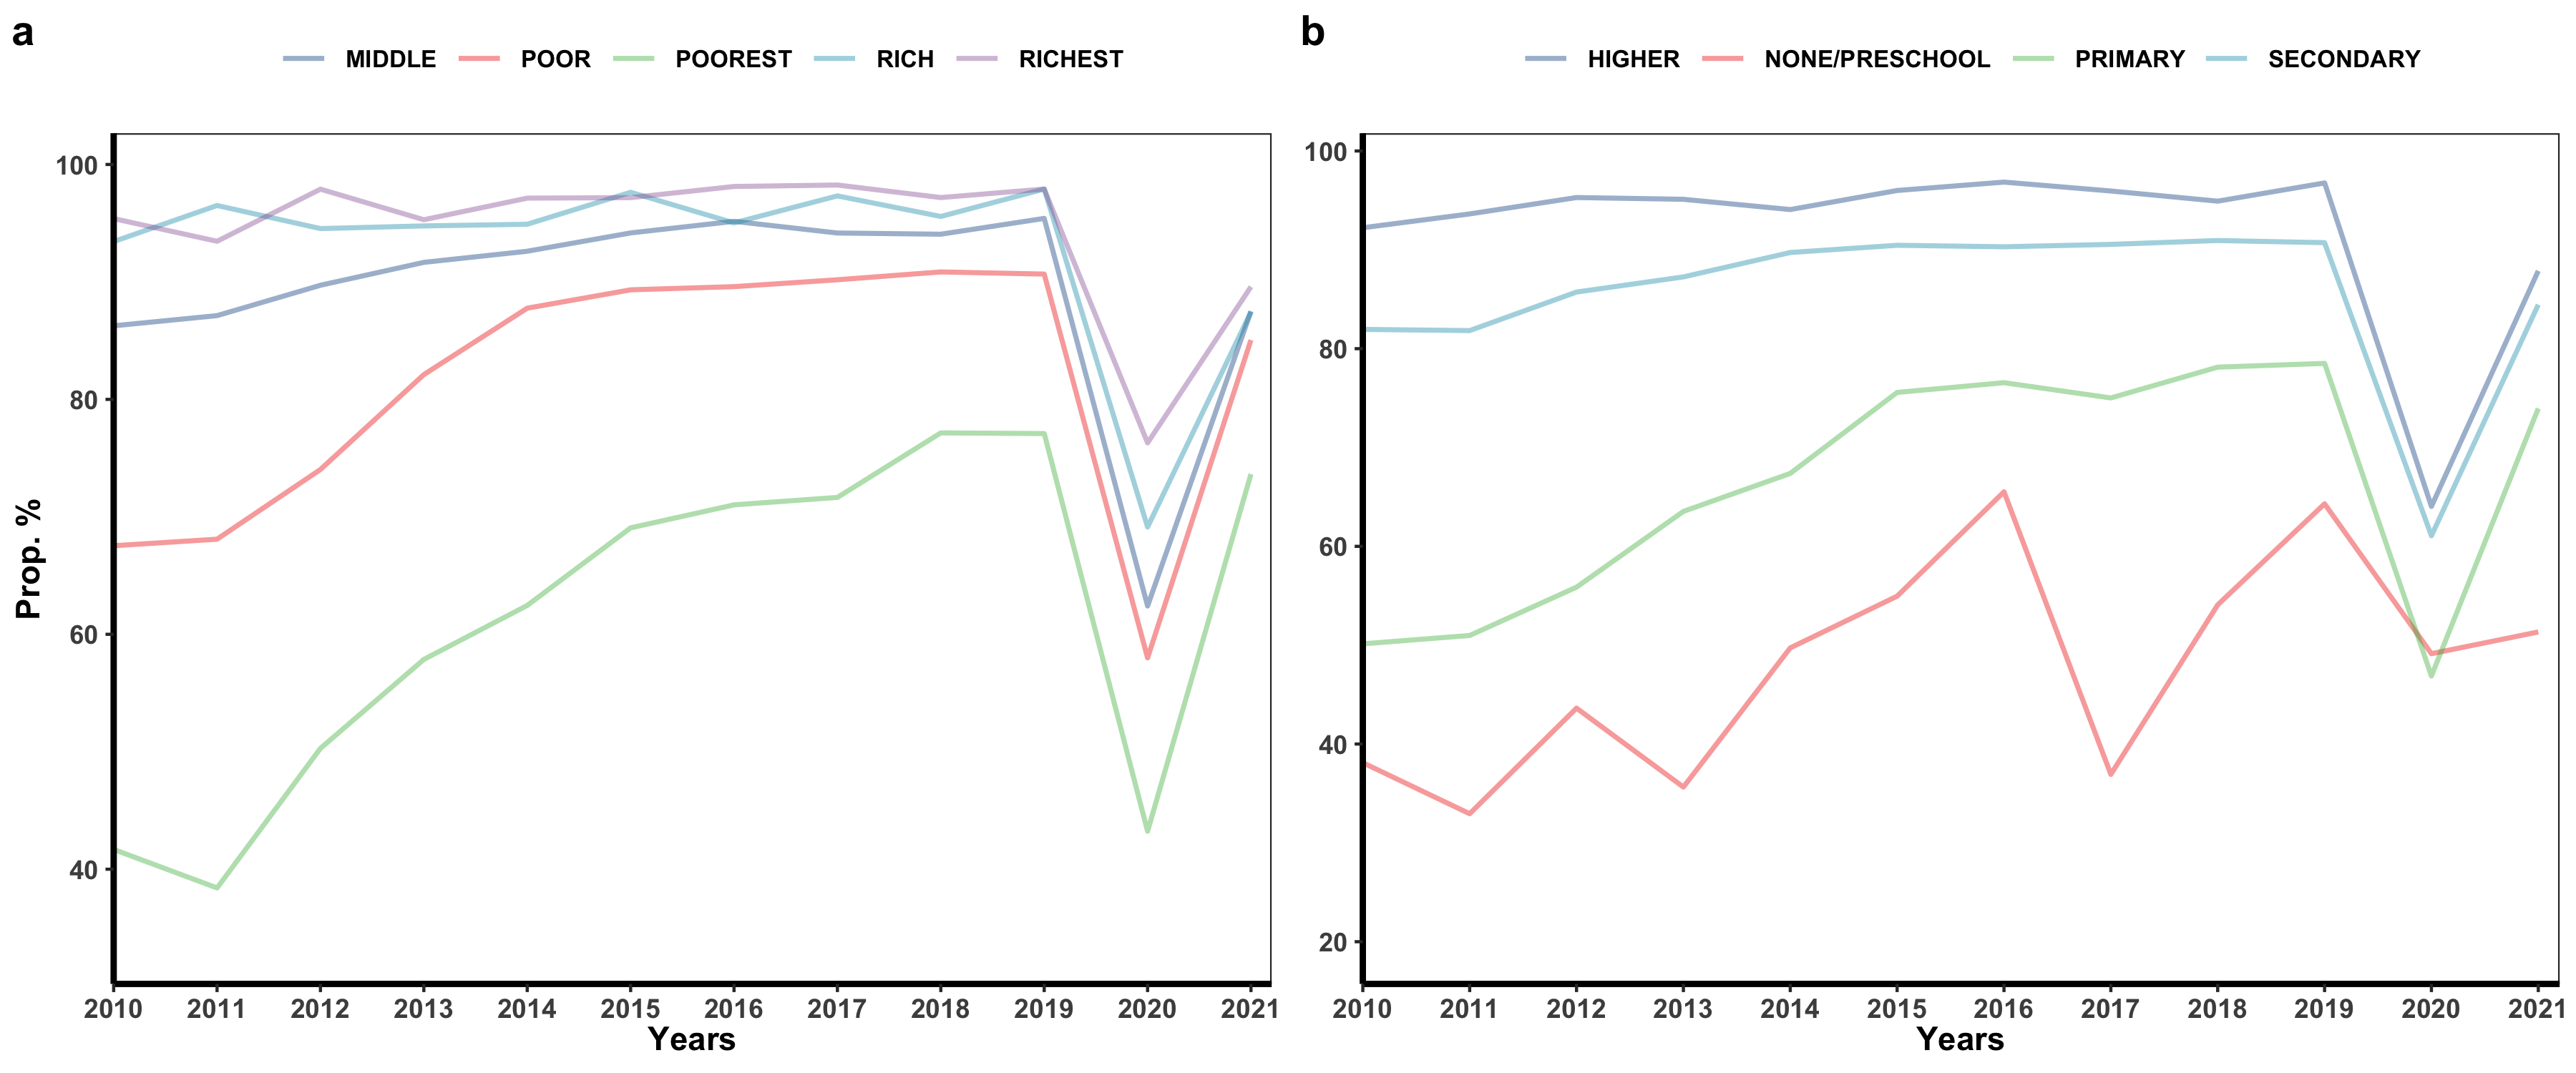 a
MIDDLE POOR POOREST RICH RICHEST
100
80
60
40
Prop. %
2010 2011 2012 2013 2014 2015 2016 2017 2018 2019 2020 2021
Years
b
HIGHER NONE/PRESCHOOL PRIMARY SECONDARY
100
80
60
40
20
2010 2011 2012 2013 2014 2015 2016 2017 2018 2019 2020 2021
Years